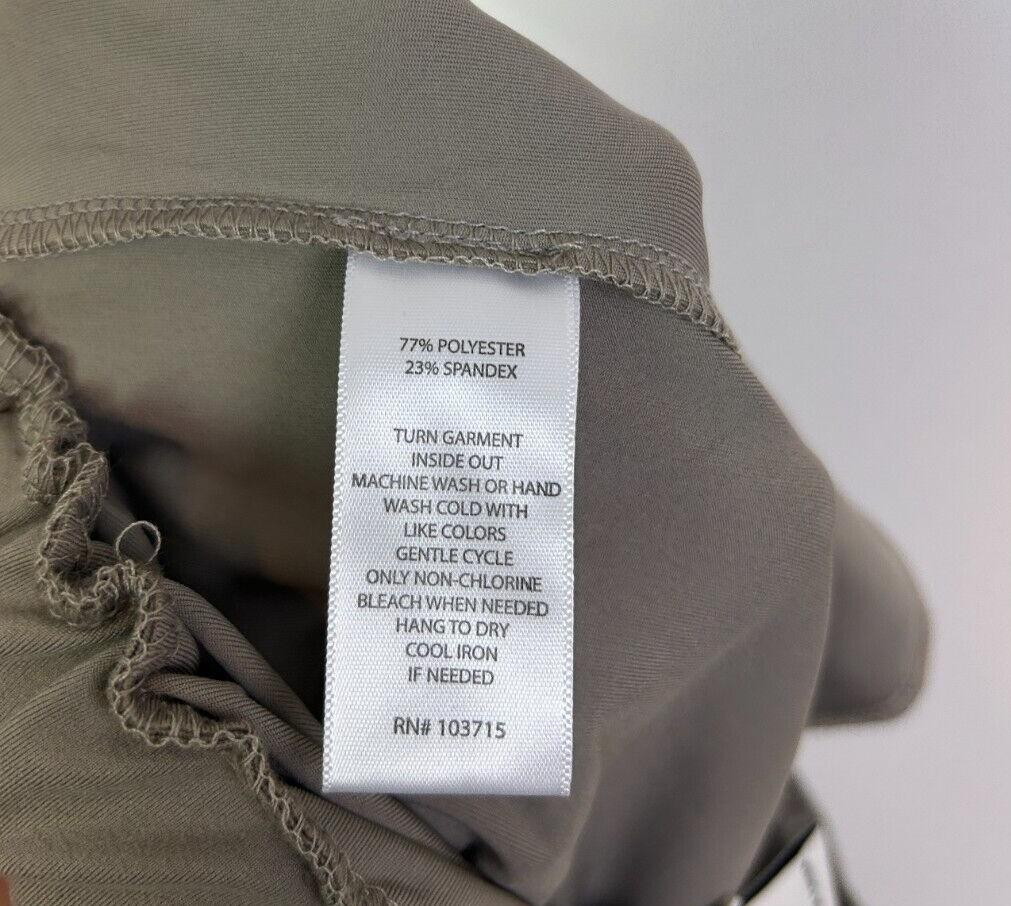 77% POLYESTER
23% SPANDEX
TURN GARMENT
INSIDE OUT
MACHINE WASH OR HAND
WASH COLD WITH
LIKE COLORS
GENTLE CYCLE
ONLY NON-CHLORINE
BLEACH WHEN NEEDED
HANG TO DRY
COOL IRON
IF NEEDED
RN# 103715